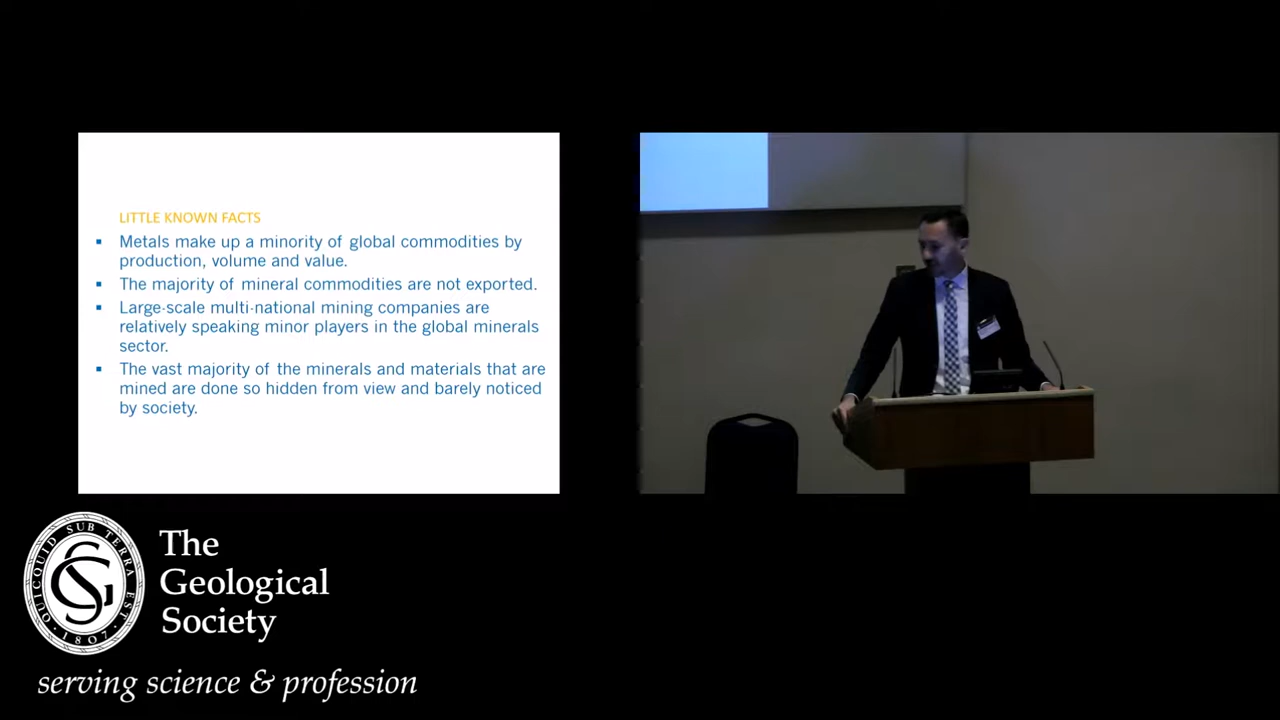 LITTLE KNOWN FACTS
▪ Metals make up a minority of global commodities by
production, volume and value.
▪ The majority of mineral commodities are not exported.
▪ Large-scale multi-national mining companies are
relatively speaking minor players in the global minerals
sector.
▪ The vast majority of the minerals and materials that are
mined are done so hidden from view and barely noticed
by society.
QUICQUID SUB TERRA EST
·1807·
GS
The
Geological
Society
serving science & profession